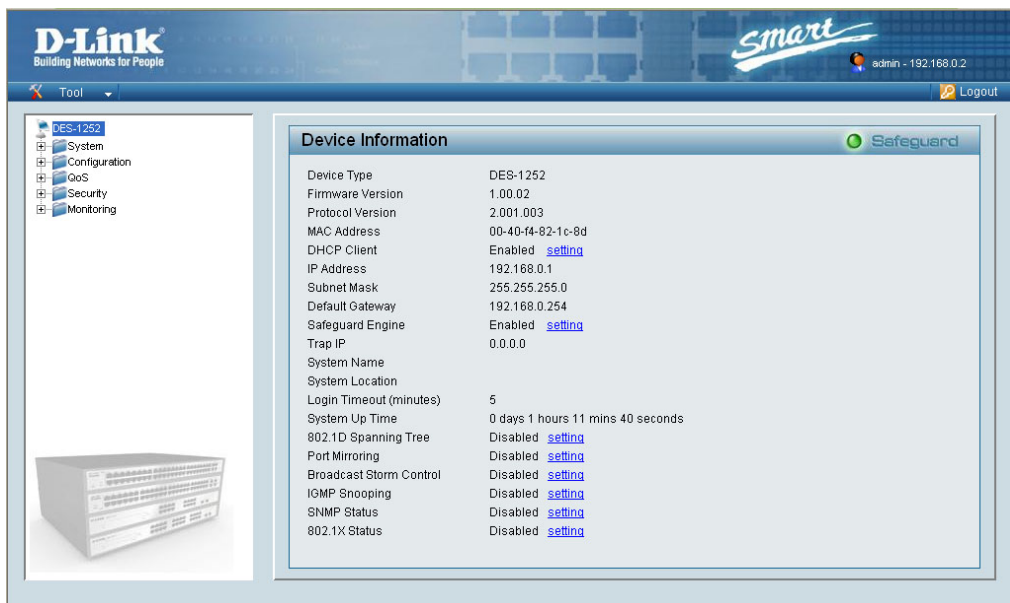 D-Link
Building Networks for People
smart
admin - 192.168.0.2
Tool
Logout
DES-1252
System
Configuration
QoS
Security
Monitoring
Device Information
Safeguard
Device Type DES-1252
Firmware Version 1.00.02
Protocol Version 2.001.003
MAC Address 00-40-f4-82-1c-8d
DHCP Client Enabled setting
IP Address 192.168.0.1
Subnet Mask 255.255.255.0
Default Gateway 192.168.0.254
Safeguard Engine Enabled setting
Trap IP 0.0.0.0
System Name
System Location
Login Timeout (minutes) 5
System Up Time 0 days 1 hours 11 mins 40 seconds
802.1D Spanning Tree Disabled setting
Port Mirroring Disabled setting
Broadcast Storm Control Disabled setting
IGMP Snooping Disabled setting
SNMP Status Disabled setting
802.1X Status Disabled setting